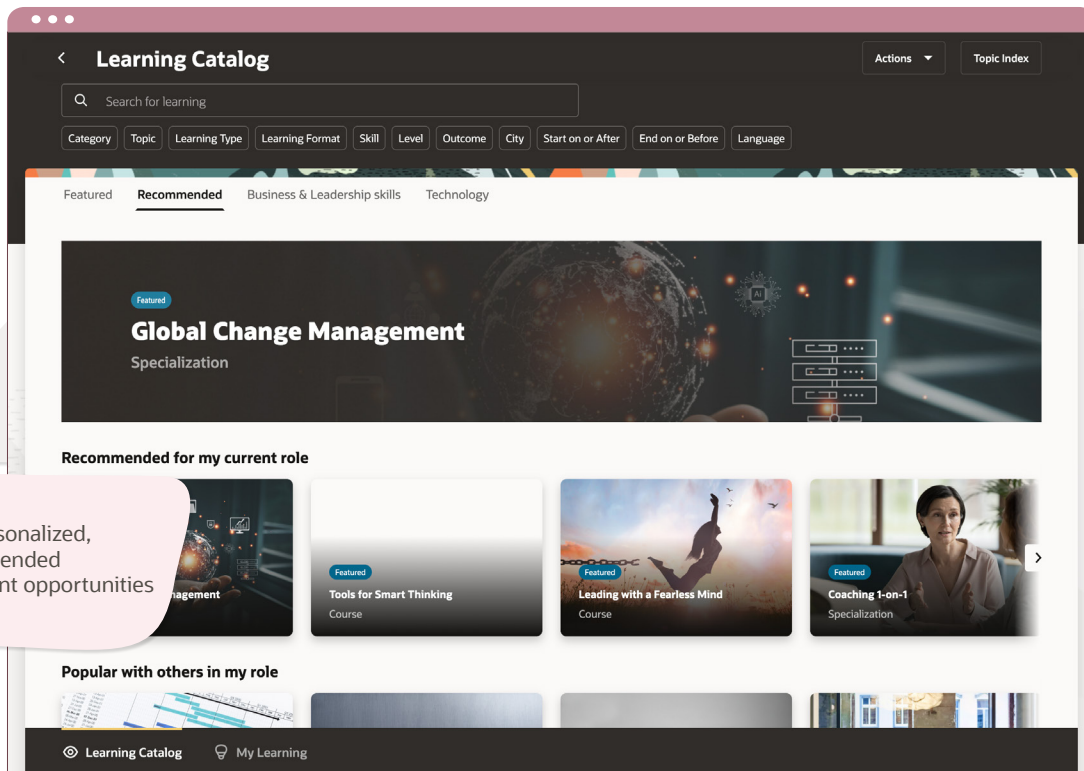 Learning Catalog
Actions
Topic Index
Search for learning
Category
Topic
Learning Type
Learning Format
Skill
Level
Outcome
City
Start on or After
End on or Before
Language
Featured
Recommended
Business & Leadership skills
Technology
Featured
Global Change Management
Specialization
AI
Recommended for my current role
sonalized,
ended
nt opportunities
nagement
Featured
Tools for Smart Thinking
Course
Featured
Leading with a Fearless Mind
Course
Featured
Coaching 1-on-1
Specialization
Popular with others in my role
Learning Catalog
My Learning